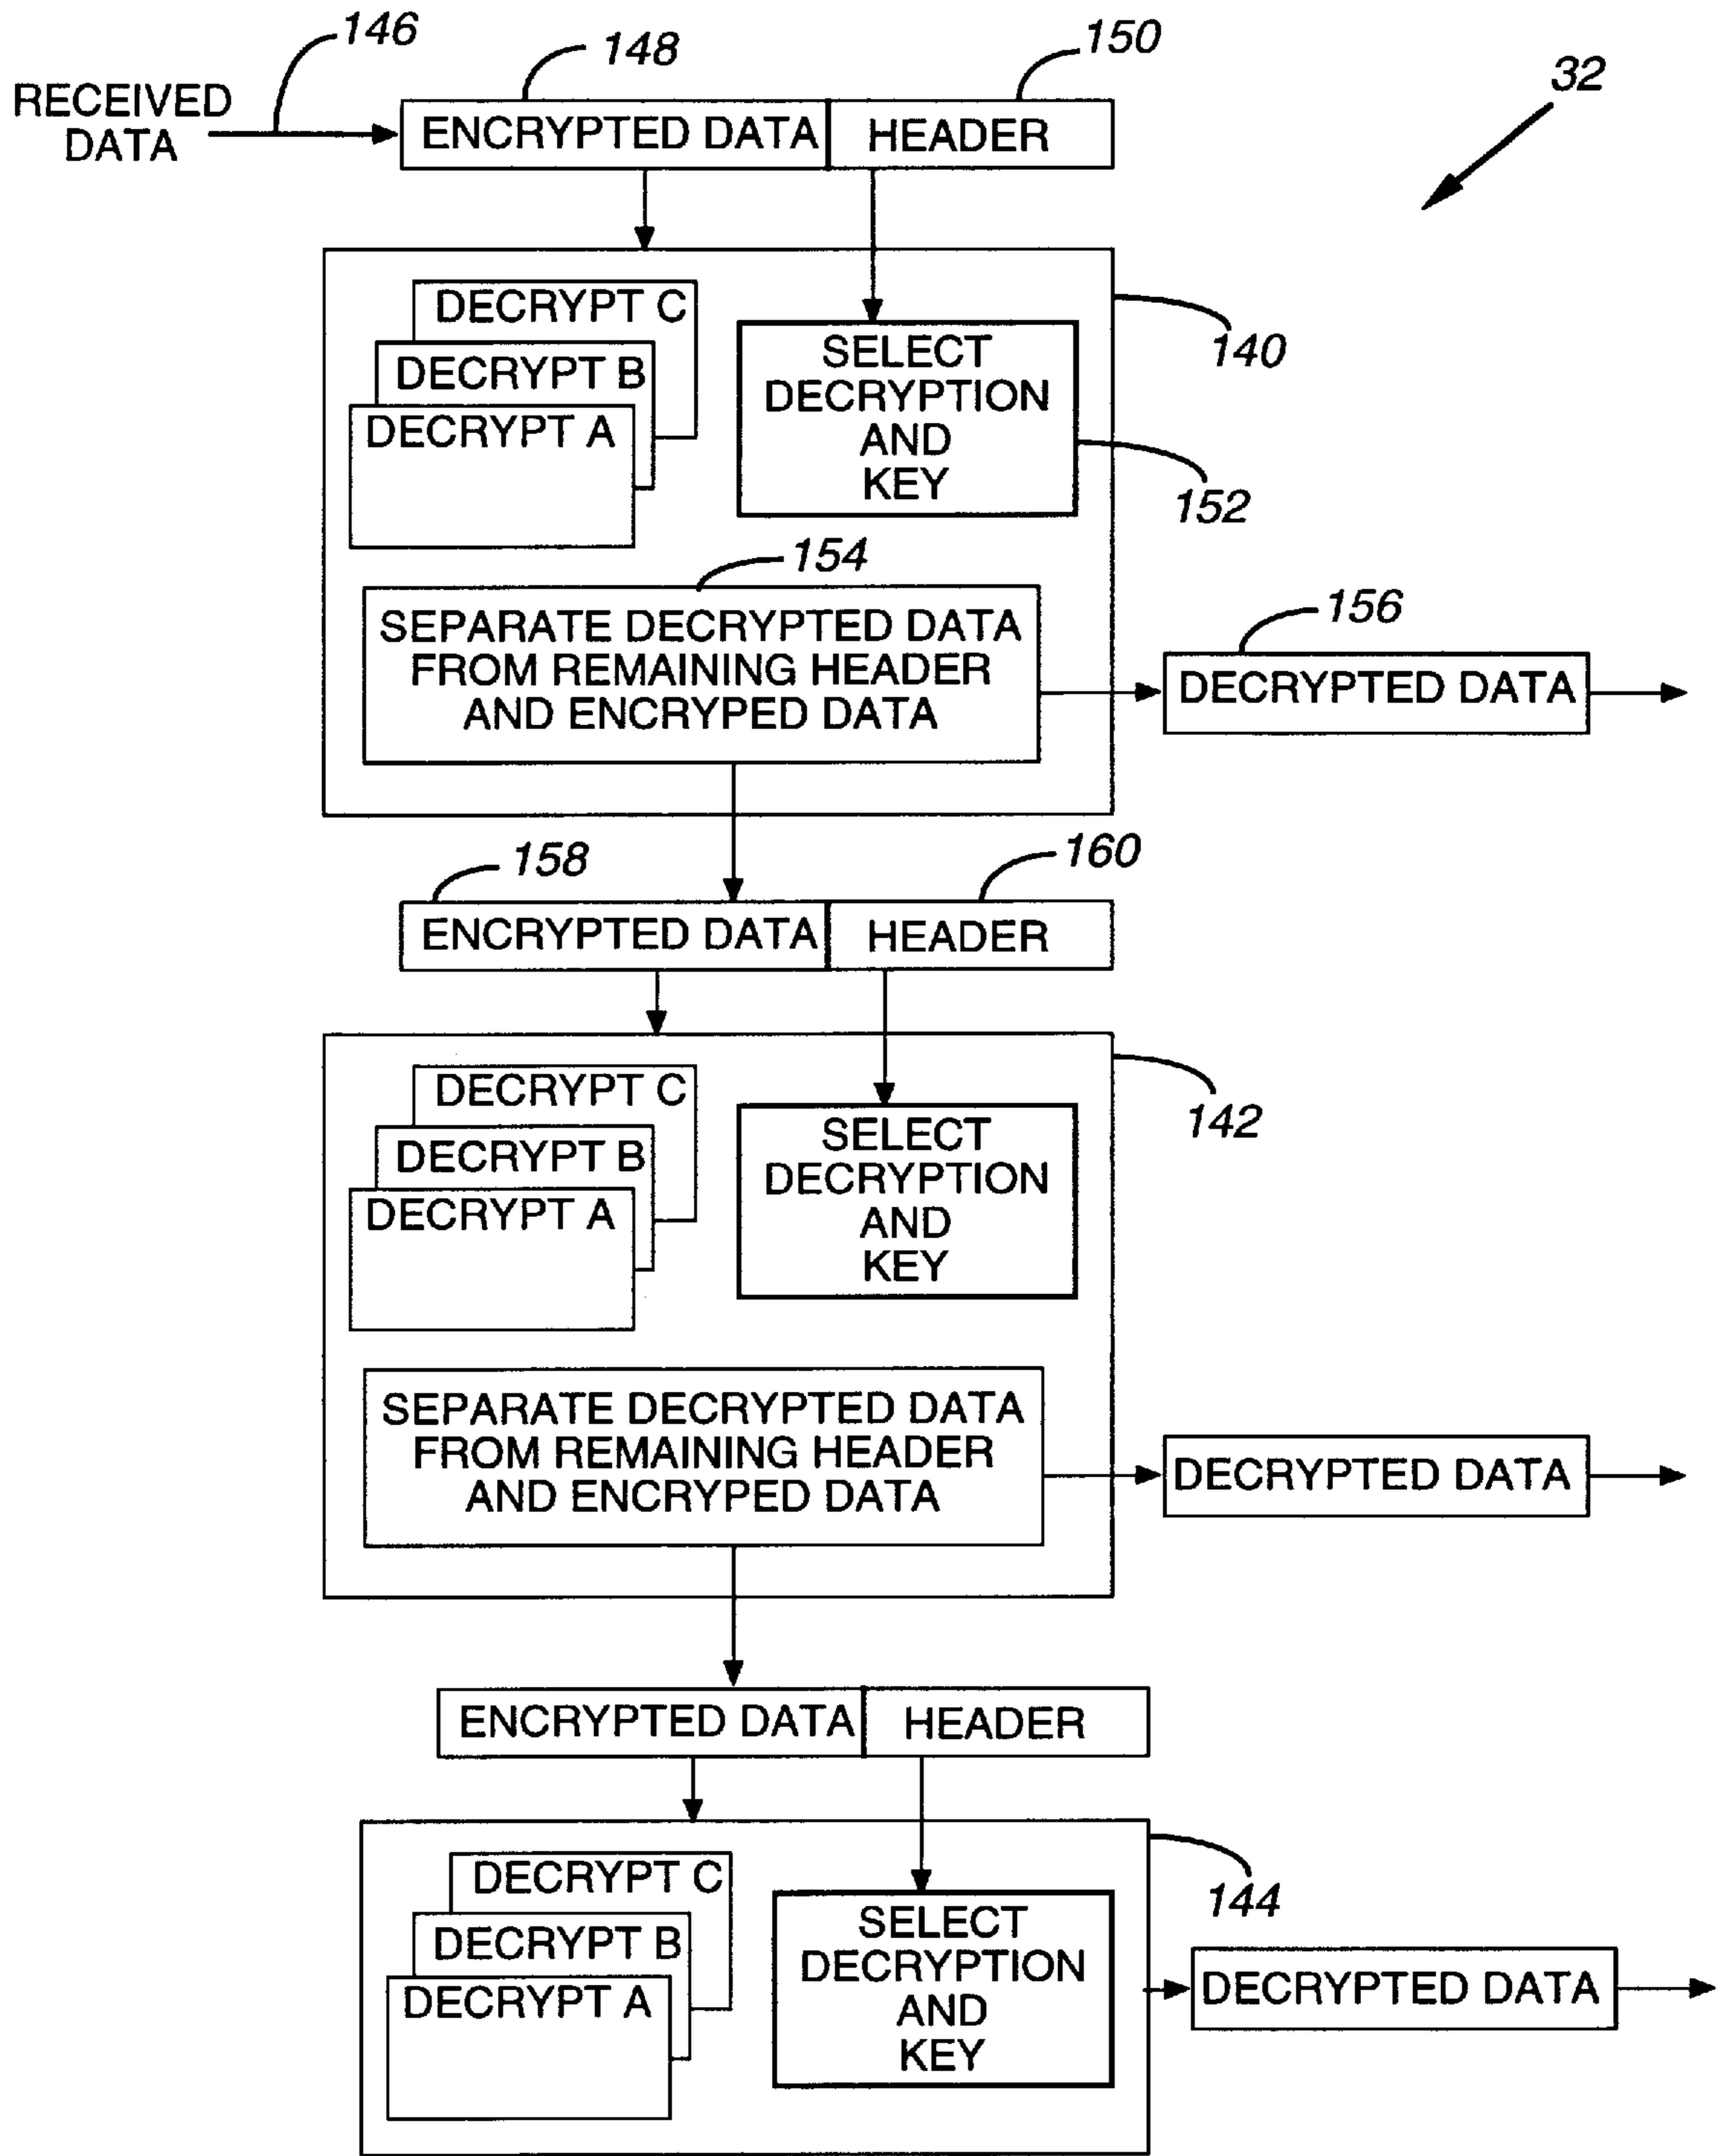 146
148
150
32
RECEIVED
DATA
ENCRYPTED DATA
HEADER
DECRYPT C
DECRYPT B
DECRYPT A
SELECT
DECRYPTION
AND
KEY
140
152
154
SEPARATE DECRYPTED DATA
FROM REMAINING HEADER
AND ENCRYPED DATA
156
DECRYPTED DATA
158
160
ENCRYPTED DATA
HEADER
DECRYPT C
DECRYPT B
DECRYPT A
SELECT
DECRYPTION
AND
KEY
142
SEPARATE DECRYPTED DATA
FROM REMAINING HEADER
AND ENCRYPED DATA
DECRYPTED DATA
ENCRYPTED DATA
HEADER
DECRYPT C
DECRYPT B
DECRYPT A
SELECT
DECRYPTION
AND
KEY
144
DECRYPTED DATA